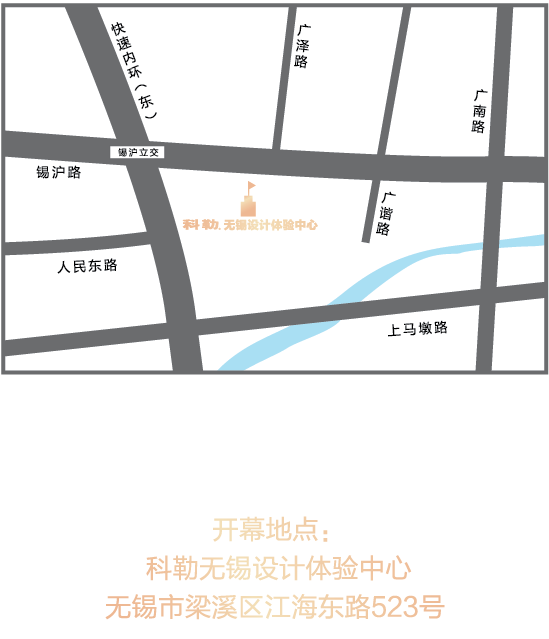 快速内环（东）
广泽路
广南路
锡沪立交
锡沪路
广谐路
科勒.无锡设计体验中心
人民东路
上马墩路
开幕地点：
科勒无锡设计体验中心
无锡市梁溪区江海东路523号